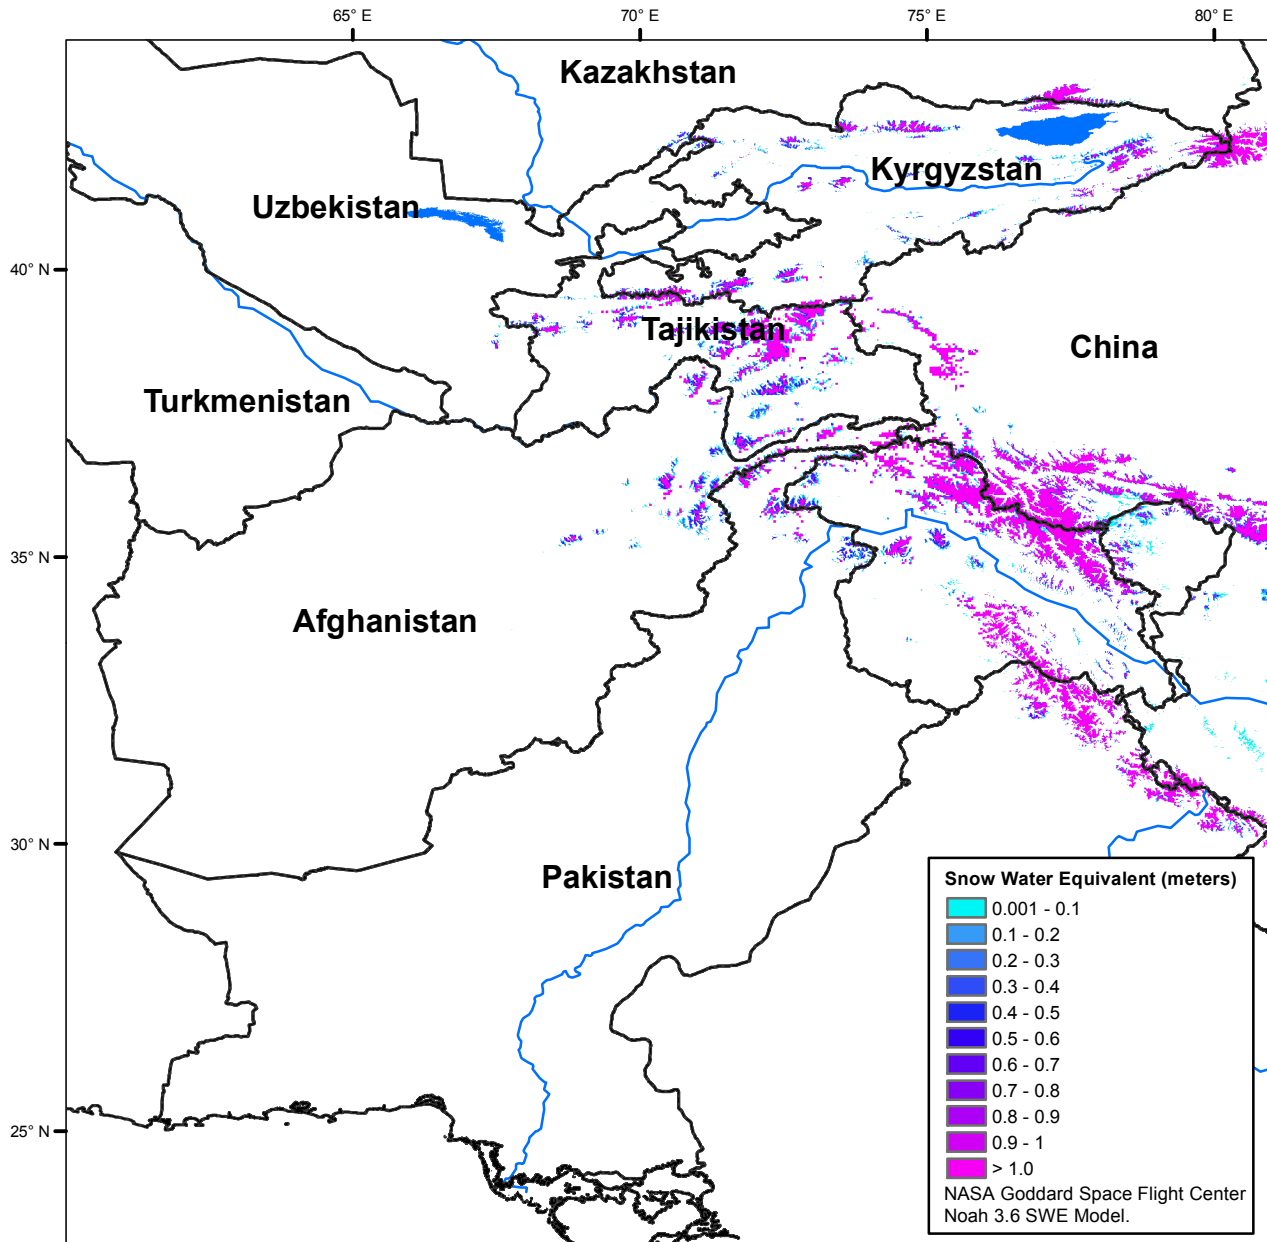 65° E
70° E
75° E
80° E
Kazakhstan
Kyrgyzstan
Uzbekistan
40° N
Tajikistan
China
Turkmenistan
35° N
Afghanistan
30° N
Pakistan
25° N
Snow Water Equivalent (meters)
0.001 - 0.1
0.1 - 0.2
0.2 - 0.3
0.3 - 0.4
0.4 - 0.5
0.5 - 0.6
0.6 - 0.7
0.7 - 0.8
0.8 - 0.9
0.9 - 1
> 1.0
NASA Goddard Space Flight Center
Noah 3.6 SWE Model.